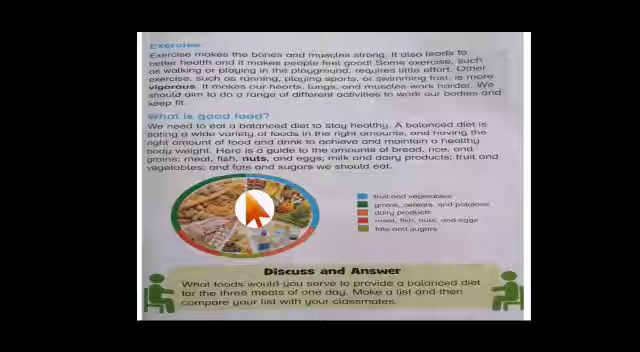 Exercise
Exercise makes the bones and muscles strong. It also leads to
better health and it makes people feel good! Some exercise, such
as walking or playing in the playground, requires little effort. Other
exercise, such as running, playing sports, or swimming fast, is more
vigorous. It makes our hearts, lungs, and muscles work harder. We
should aim to do a range of different activities to work our bodies and
keep fit.
What is good food?
We need to eat a balanced diet to stay healthy. A balanced diet is
eating a wide variety of foods in the right amounts, and having the
right amount of food and drink to achieve and maintain a healthy
body weight. Here is a guide to the amounts of bread, rice, and
grains; meat, fish, nuts, and eggs; milk and dairy products; fruit and
vegetables; and fats and sugars we should eat.
fruit and vegetables
grains, cereals, and potatoes
dairy products
meat, fish, nuts, and eggs
fats and sugars
Discuss and Answer
What foods would you serve to provide a balanced diet
for the three meals of one day. Make a list and then
compare your list with your classmates.